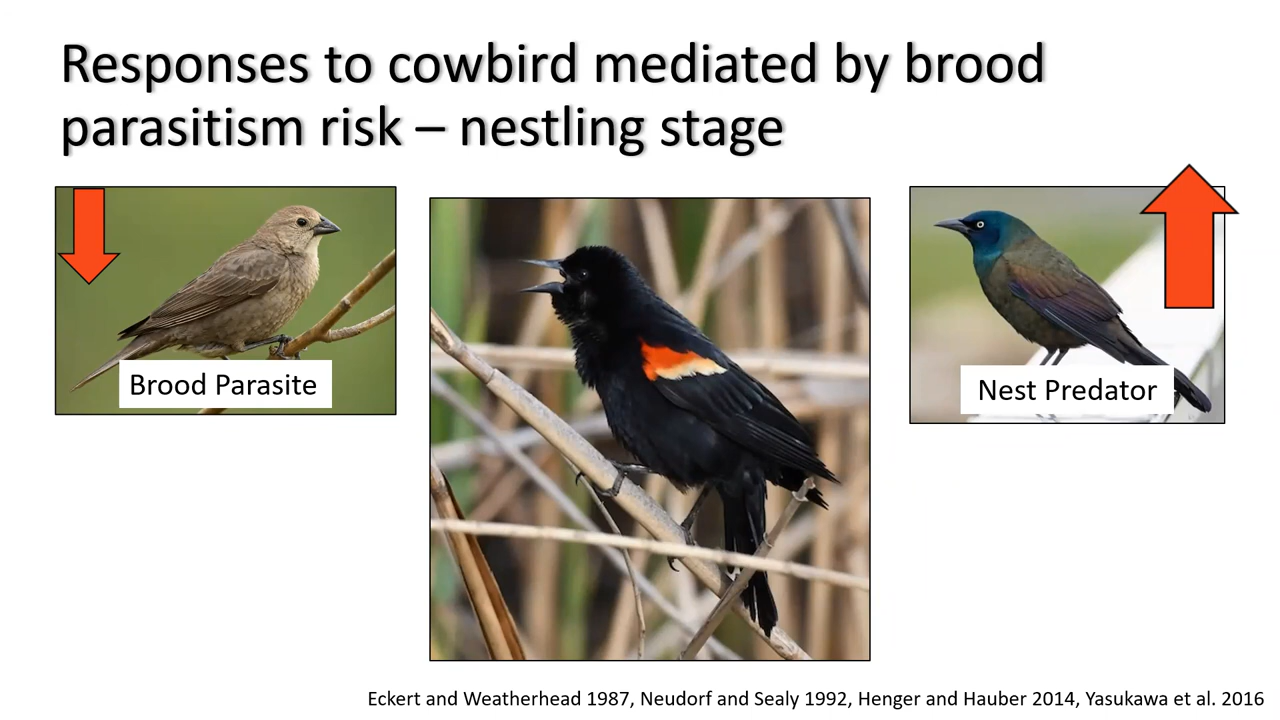 Responses to cowbird mediated by brood
parasitism risk – nestling stage
Brood Parasite
Nest Predator
Eckert and Weatherhead 1987, Neudorf and Sealy 1992, Henger and Hauber 2014, Yasukawa et al. 2016